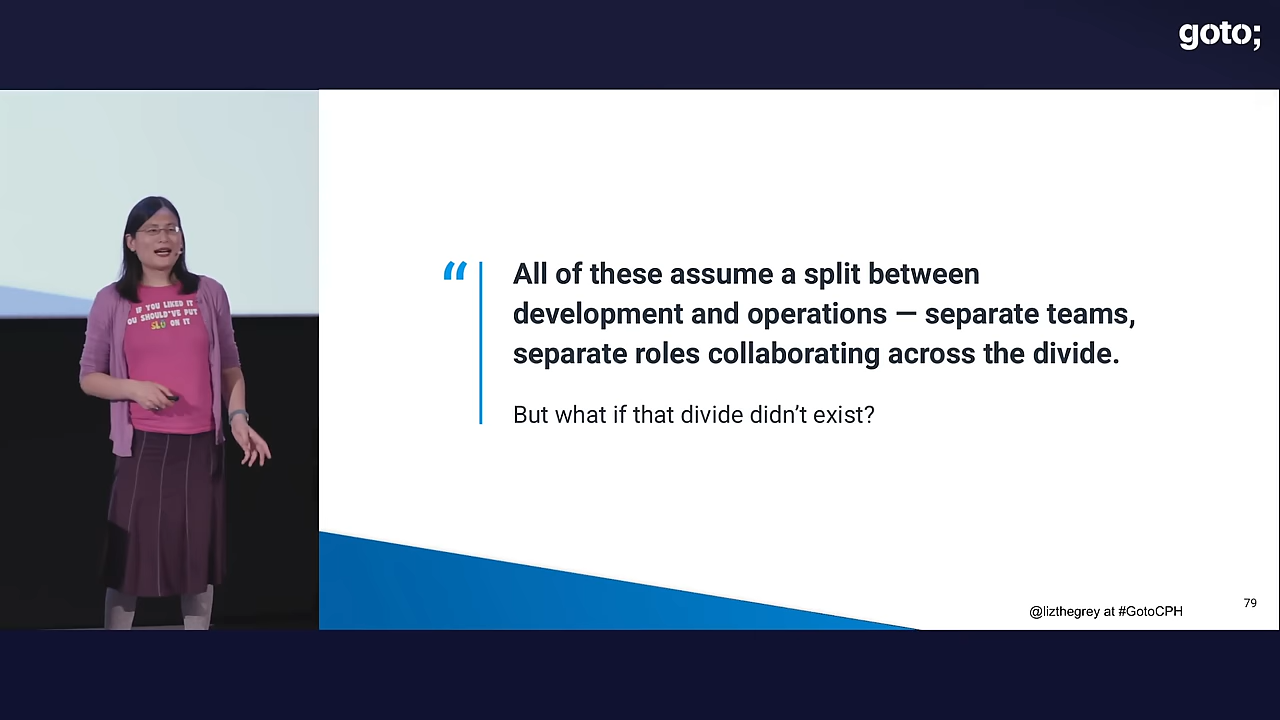 goto;
IF YOU LIKED IT
OU SHOULD'VE PUT
SLO ON IT
“
All of these assume a split between
development and operations — separate teams,
separate roles collaborating across the divide.
But what if that divide didn’t exist?
@lizthegrey at #GotoCPH
79